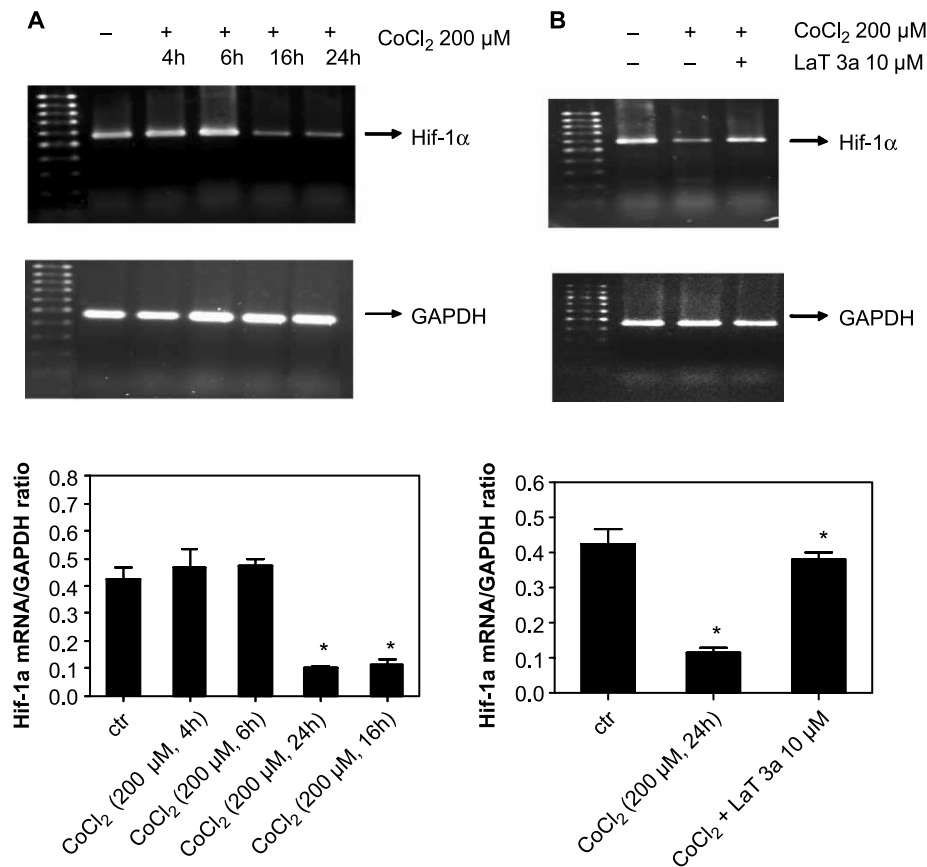 A
– + + + + CoCl₂ 200 µM
4h 6h 16h 24h
Hif-1α
GAPDH
Hif-1a mRNA/GAPDH ratio
0.8
0.7
0.6
0.5
0.4
0.3
0.2
0.1
0.0
ctr
CoCl₂ (200 µM, 4h)
CoCl₂ (200 µM, 6h)
* CoCl₂ (200 µM, 24h)
* CoCl₂ (200 µM, 16h)
B
– + + CoCl₂ 200 µM
– – + LaT 3a 10 µM
Hif-1α
GAPDH
Hif-1a mRNA/GAPDH ratio
0.6
0.5
0.4
0.3
0.2
0.1
0.0
ctr
* CoCl₂ (200 µM, 24h)
* CoCl₂ + LaT 3a 10 µM